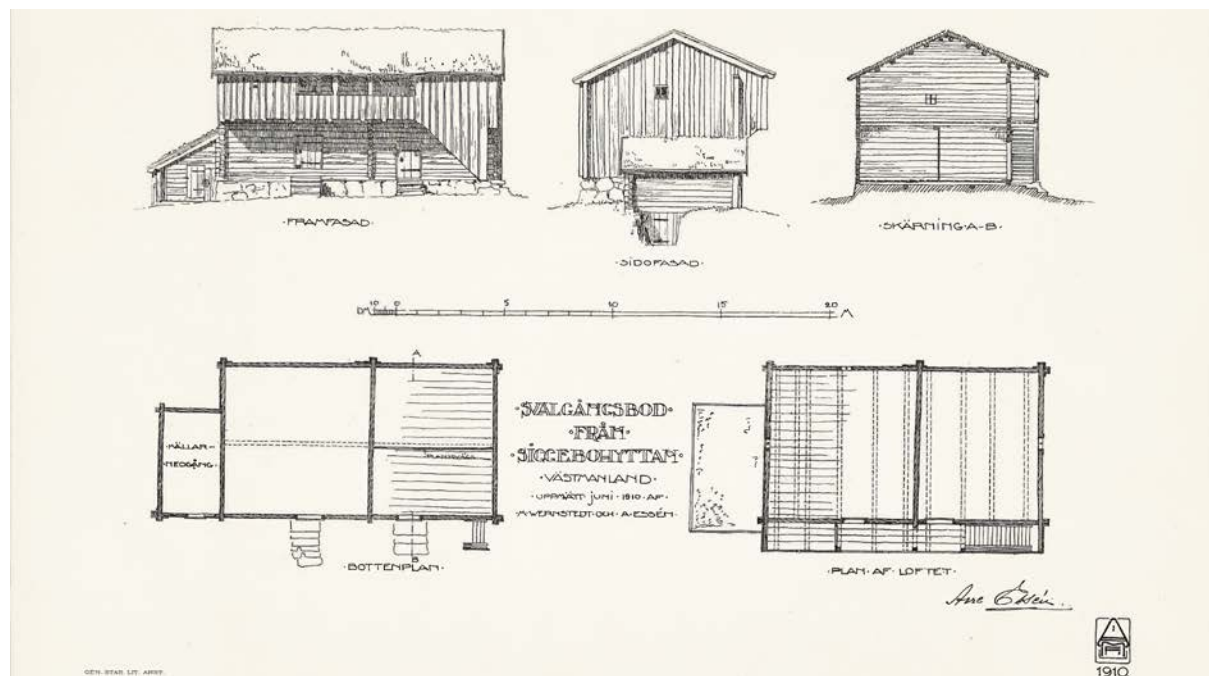 ·FRAMFASAD·
·SIDOFASAD·
·SKÄRNING·A-B·
DM 10 0 5 10 15 20 M
A
KÄLLAR-
NEDGÅNG·
B
·BOTTENPLAN·
·SVALGÅNGSBOD·
·FRÅN·
·SIGGEBOHYTTAN·
·VÄSTMANLAND·
·UPPMÄTT juni·1910·AF·
·M·WERNSTEDT·OCH·A·ESSÉN·
·PLAN·AF·LOFTET·
Arre Essén.
GEN. STAB. LIT. ANST.
1910